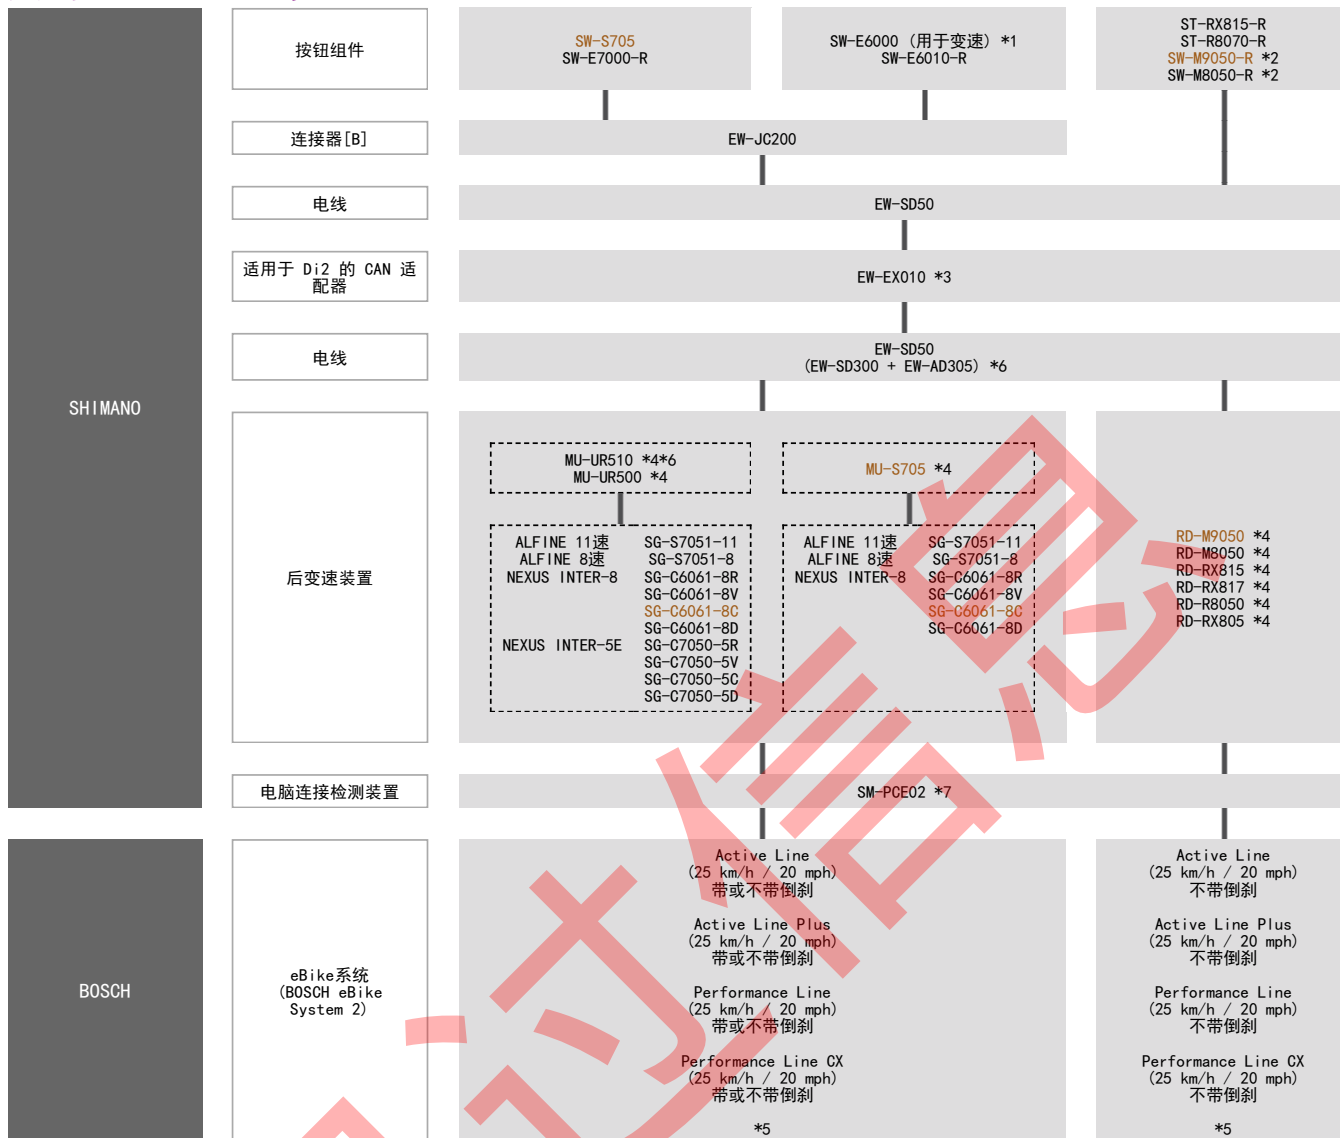 SHIMANO
按钮组件
SW-S705
SW-E7000-R
SW-E6000 (用于变速) *1
SW-E6010-R
ST-RX815-R
ST-R8070-R
SW-M9050-R *2
SW-M8050-R *2
连接器[B]
EW-JC200
电线
EW-SD50
适用于 Di2 的 CAN 适
配器
EW-EX010 *3
电线
EW-SD50
(EW-SD300 + EW-AD305) *6
后变速装置
MU-UR510 *4*6
MU-UR500 *4
ALFINE 11速 SG-S7051-11
ALFINE 8速 SG-S7051-8
NEXUS INTER-8 SG-C6061-8R
SG-C6061-8V
SG-C6061-8C
SG-C6061-8D
NEXUS INTER-5E SG-C7050-5R
SG-C7050-5V
SG-C7050-5C
SG-C7050-5D
MU-S705 *4
ALFINE 11速 SG-S7051-11
ALFINE 8速 SG-S7051-8
NEXUS INTER-8 SG-C6061-8R
SG-C6061-8V
SG-C6061-8C
SG-C6061-8D
RD-M9050 *4
RD-M8050 *4
RD-RX815 *4
RD-RX817 *4
RD-R8050 *4
RD-RX805 *4
电脑连接检测装置
SM-PCE02 *7
BOSCH
eBike系统
(BOSCH eBike
System 2)
Active Line
(25 km/h / 20 mph)
带或不带倒刹
Active Line Plus
(25 km/h / 20 mph)
带或不带倒刹
Performance Line
(25 km/h / 20 mph)
带或不带倒刹
Performance Line CX
(25 km/h / 20 mph)
带或不带倒刹
*5
Active Line
(25 km/h / 20 mph)
不带倒刹
Active Line Plus
(25 km/h / 20 mph)
不带倒刹
Performance Line
(25 km/h / 20 mph)
不带倒刹
Performance Line CX
(25 km/h / 20 mph)
不带倒刹
*5
过信息